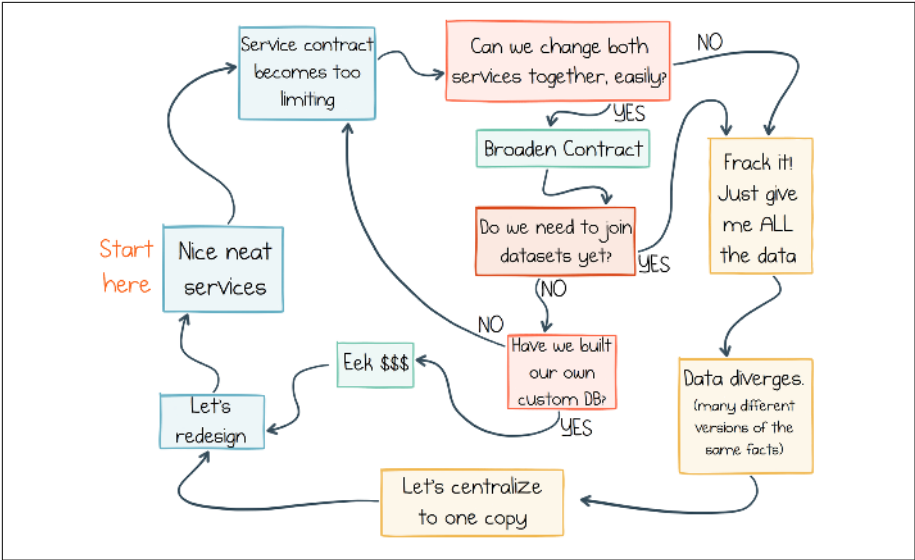 Service contract
becomes too
limiting
Can we change both
services together, easily?
NO
YES
Broaden Contract
Frack it!
Just give
me ALL
the data
Do we need to join
datasets yet?
YES
NO
Start
here
Nice neat
services
NO
Have we built
our own
custom DB?
YES
Eek $$$
Data diverges.
(many different
versions of the
same facts)
Let's
redesign
Let's centralize
to one copy